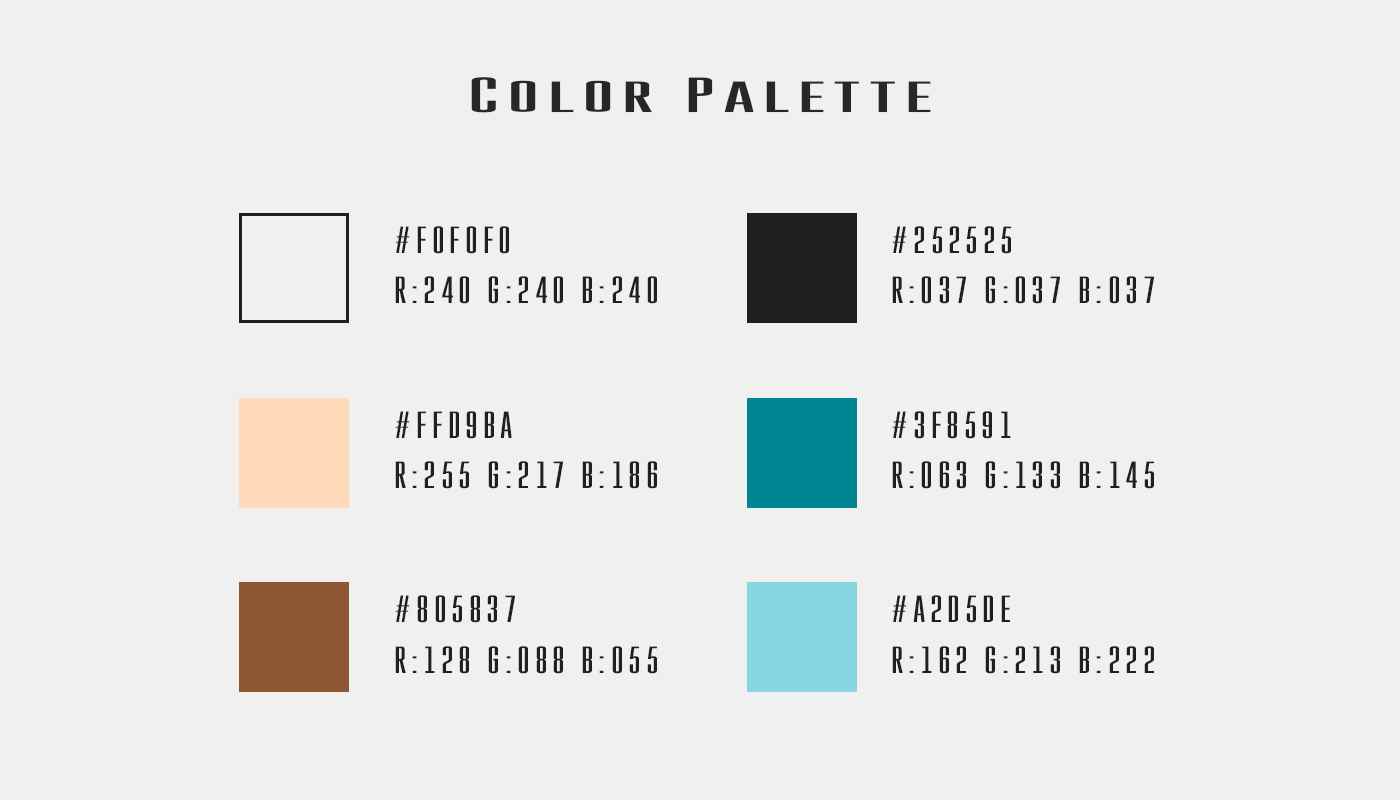 Color Palette
#F0F0F0
R:240 G:240 B:240
#252525
R:037 G:037 B:037
#FFD9BA
R:255 G:217 B:186
#3F8591
R:063 G:133 B:145
#805837
R:128 G:088 B:055
#A2D5DE
R:162 G:213 B:222